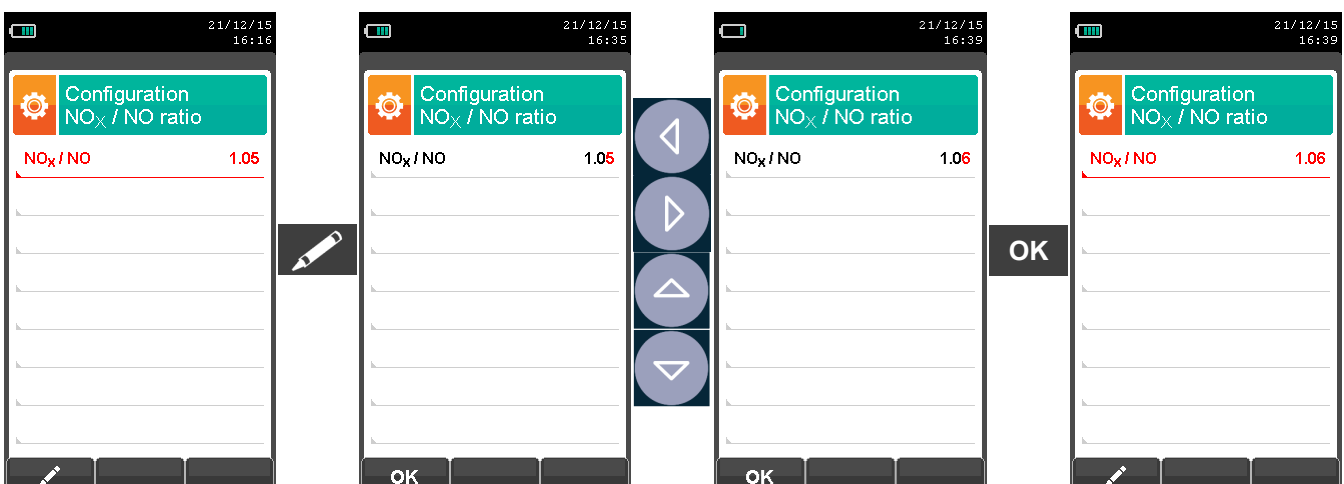 21/12/15
16:16
Configuration
NOX / NO ratio
NOX / NO 1.05
21/12/15
16:35
Configuration
NOX / NO ratio
NOX / NO 1.05
OK
21/12/15
16:39
Configuration
NOX / NO ratio
NOX / NO 1.06
OK
OK
21/12/15
16:39
Configuration
NOX / NO ratio
NOX / NO 1.06